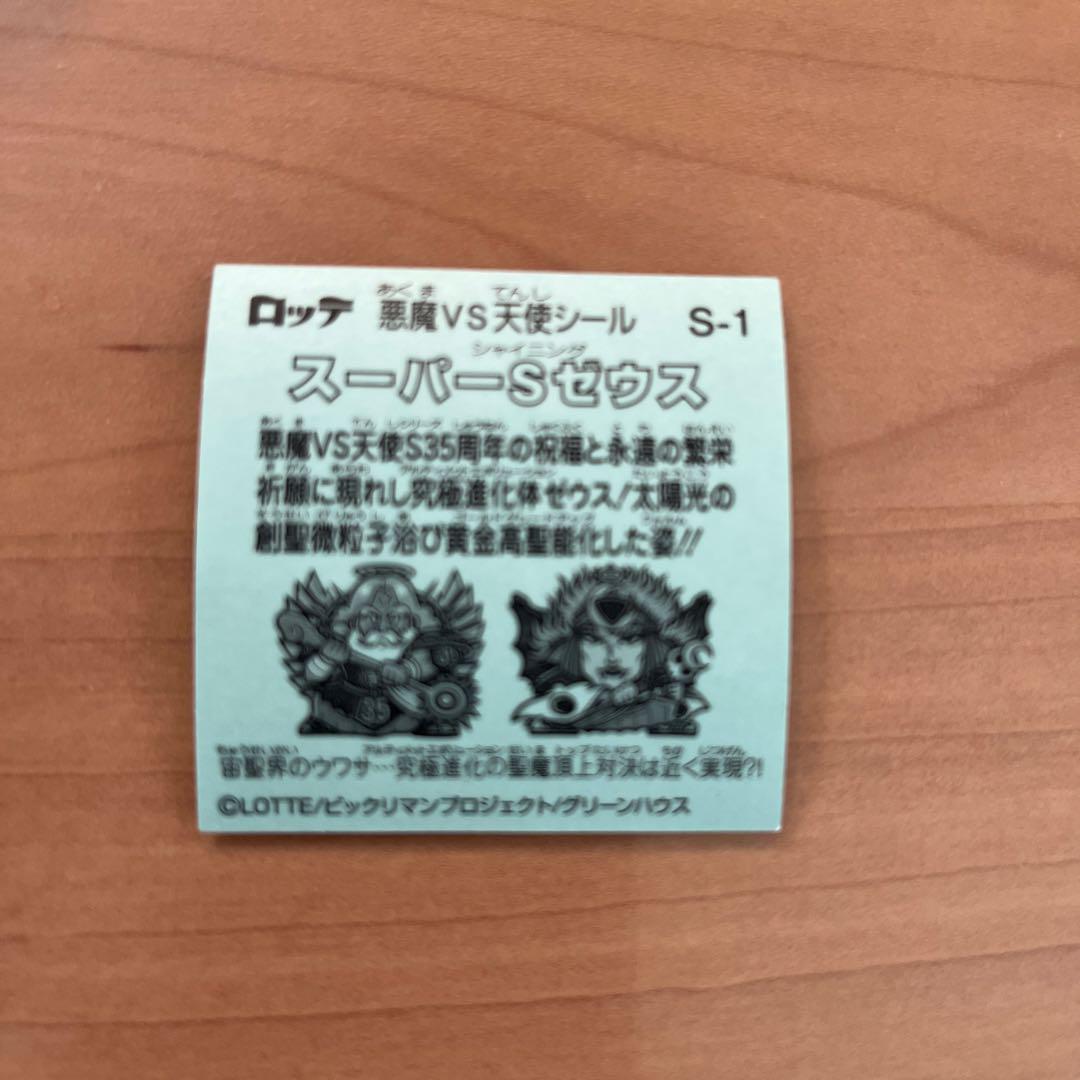 ロッテ 悪魔VS天使シール S-1
あくま てんし
シャイニング
スーパーSゼウス
悪魔VS天使S35周年の祝福と永遠の繁栄
祈願に現れし究極進化体ゼウス!太陽光の
創聖微粒子浴び黄金高聖能化した姿!!
宙聖界のウワサ…究極進化の聖魔頂上対決は近く実現?!
©LOTTE/ビックリマンプロジェクト/グリーンハウス